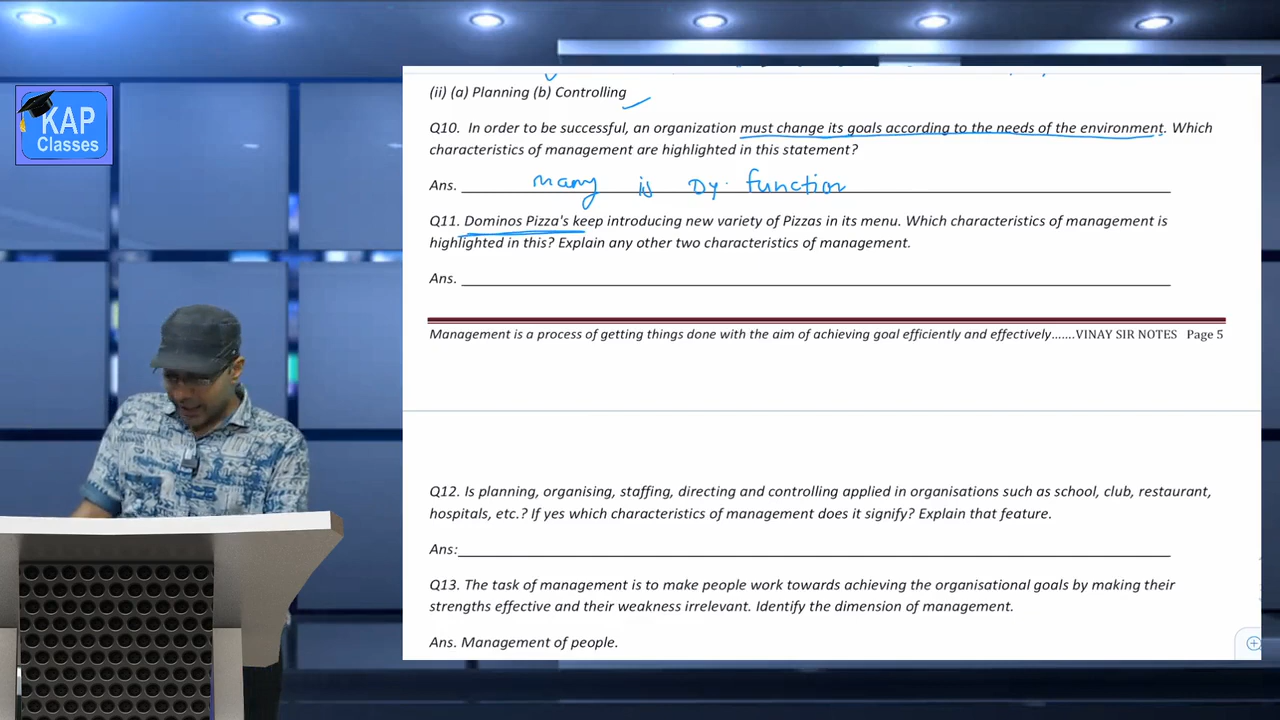 KAP
Classes
(ii) (a) Planning (b) Controlling
Q10. In order to be successful, an organization must change its goals according to the needs of the environment. Which
characteristics of management are highlighted in this statement?
Ans. is Dy. function
Q11. Dominos Pizza's keep introducing new variety of Pizzas in its menu. Which characteristics of management is
highlighted in this? Explain any other two characteristics of management.
Ans.
Management is a process of getting things done with the aim of achieving goal efficiently and effectively.......VINAY SIR NOTES Page 5
Q12. Is planning, organising, staffing, directing and controlling applied in organisations such as school, club, restaurant,
hospitals, etc.? If yes which characteristics of management does it signify? Explain that feature.
Ans:
Q13. The task of management is to make people work towards achieving the organisational goals by making their
strengths effective and their weakness irrelevant. Identify the dimension of management.
Ans. Management of people.